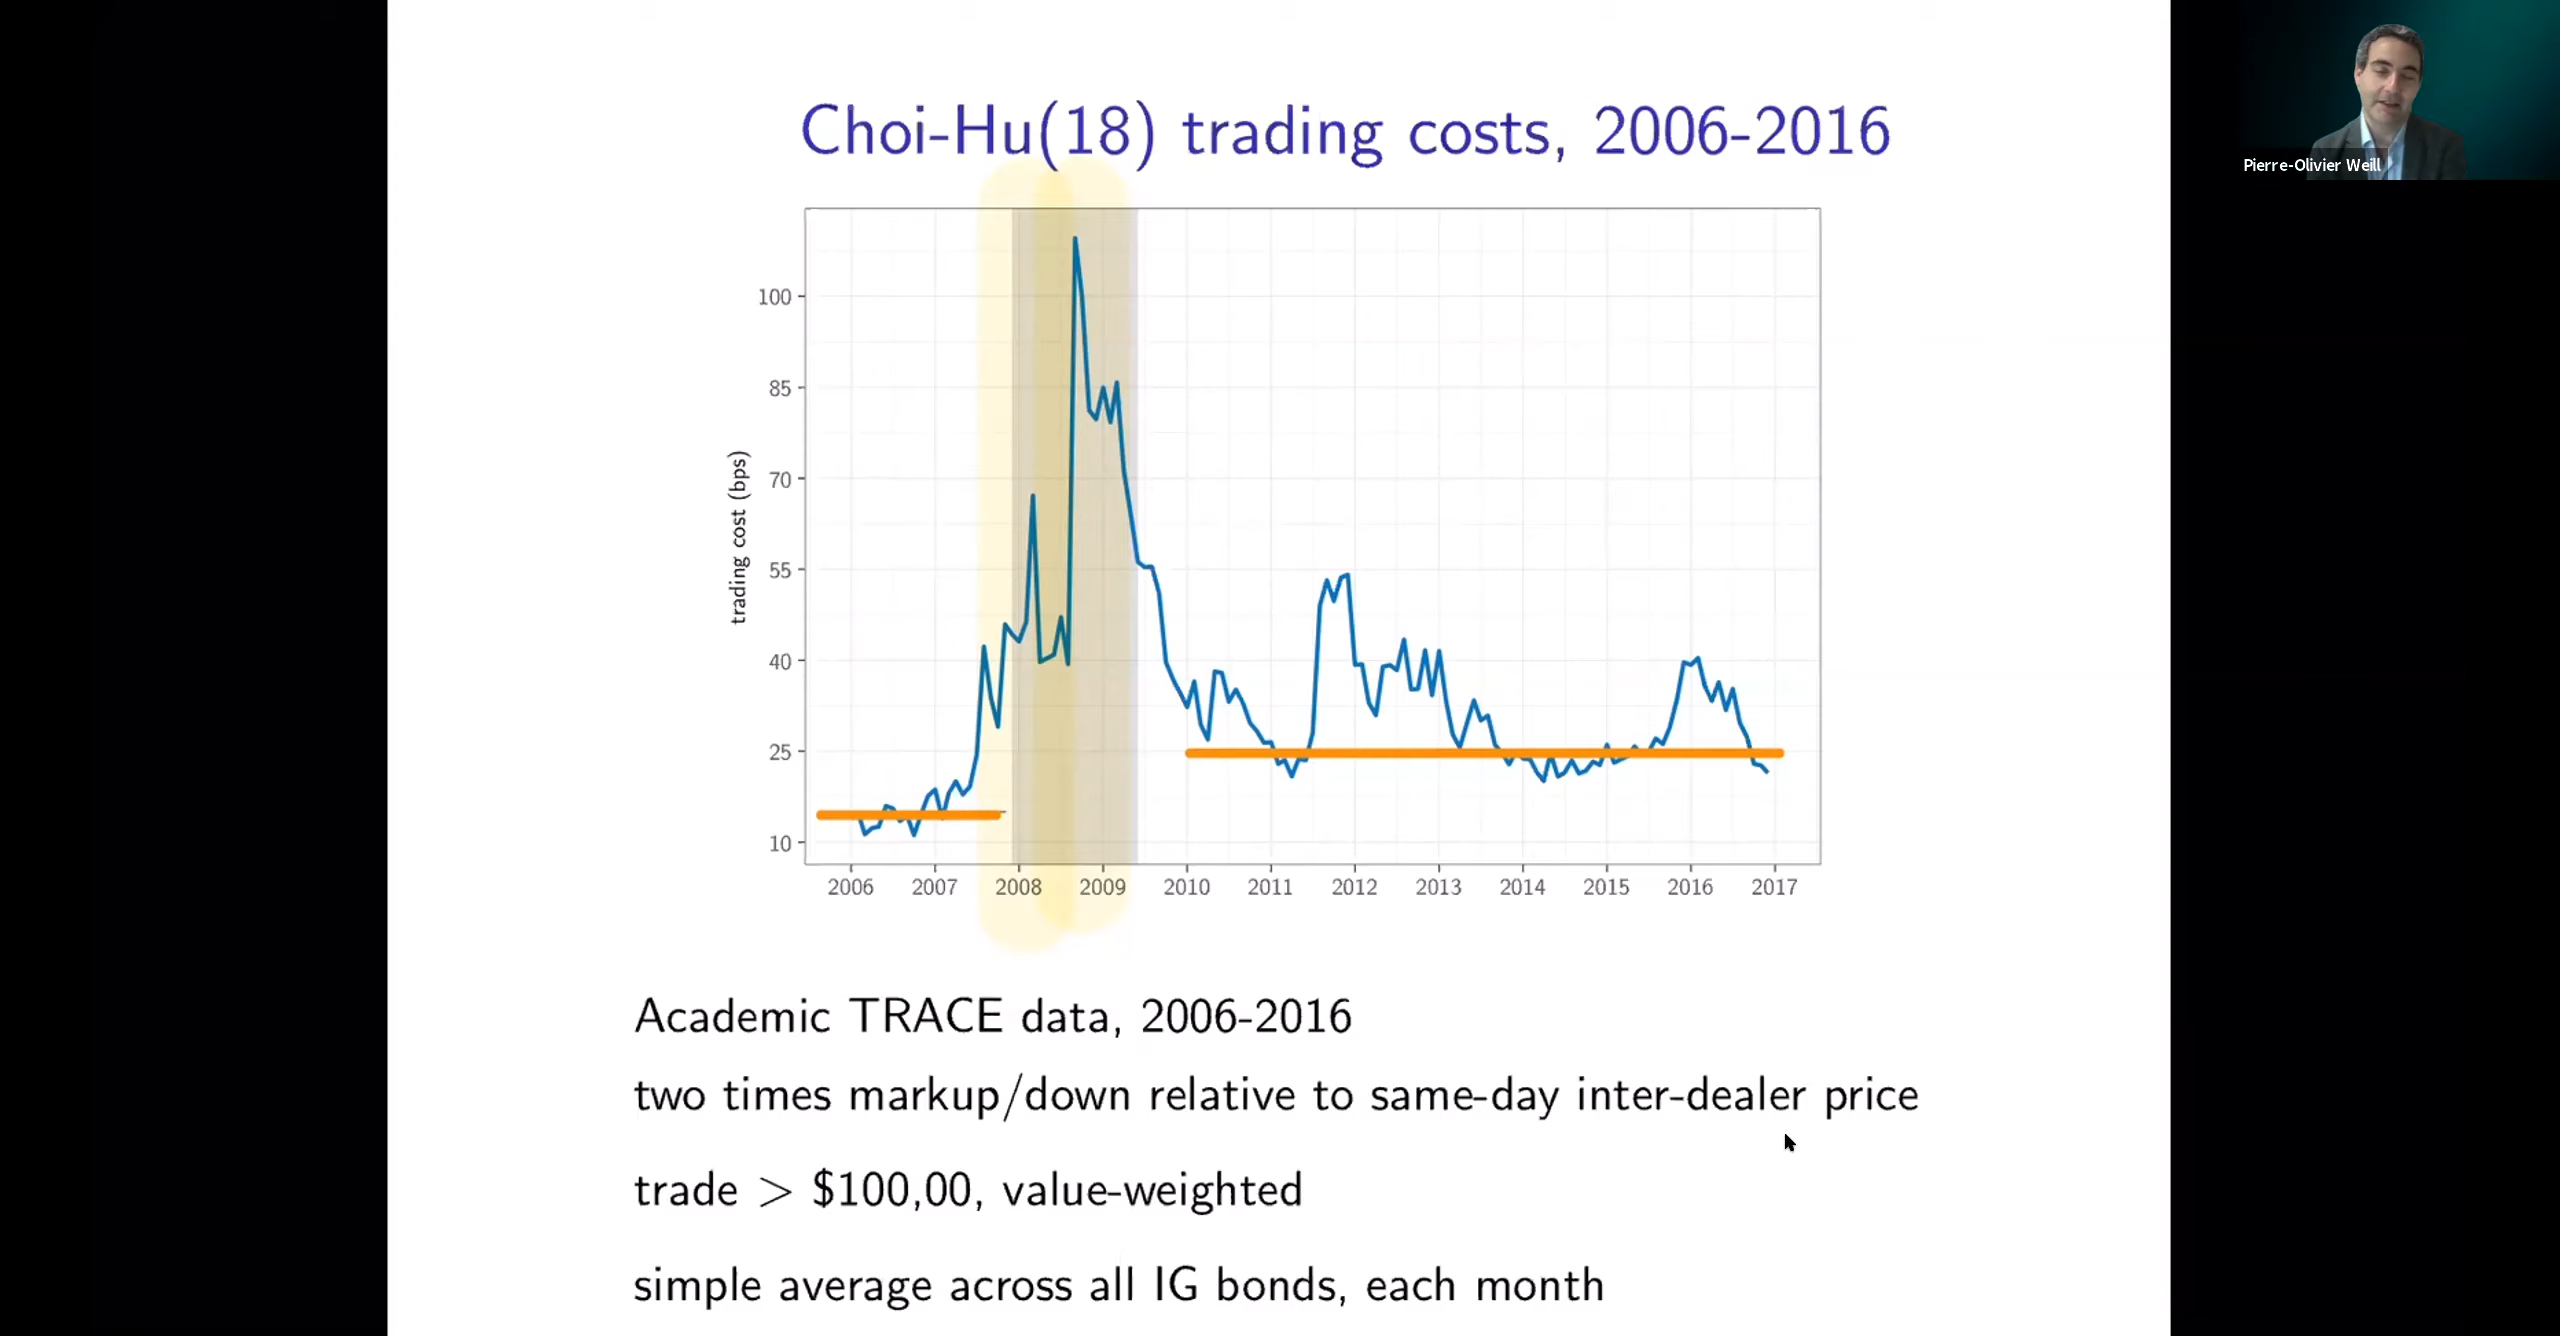 Choi-Hu(18) trading costs, 2006-2016
Pierre-Olivier Weill
trading cost (bps)
100
85
70
55
40
25
10
2006 2007 2008 2009 2010 2011 2012 2013 2014 2015 2016 2017
Academic TRACE data, 2006-2016
two times markup/down relative to same-day inter-dealer price
trade > $100,00, value-weighted
simple average across all IG bonds, each month